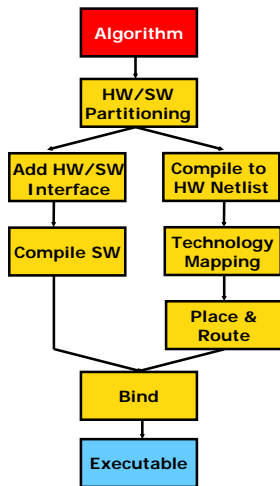 Algorithm
HW/SW
Partitioning
Add HW/SW
Interface
Compile to
HW Netlist
Compile SW
Technology
Mapping
Place &
Route
Bind
Executable